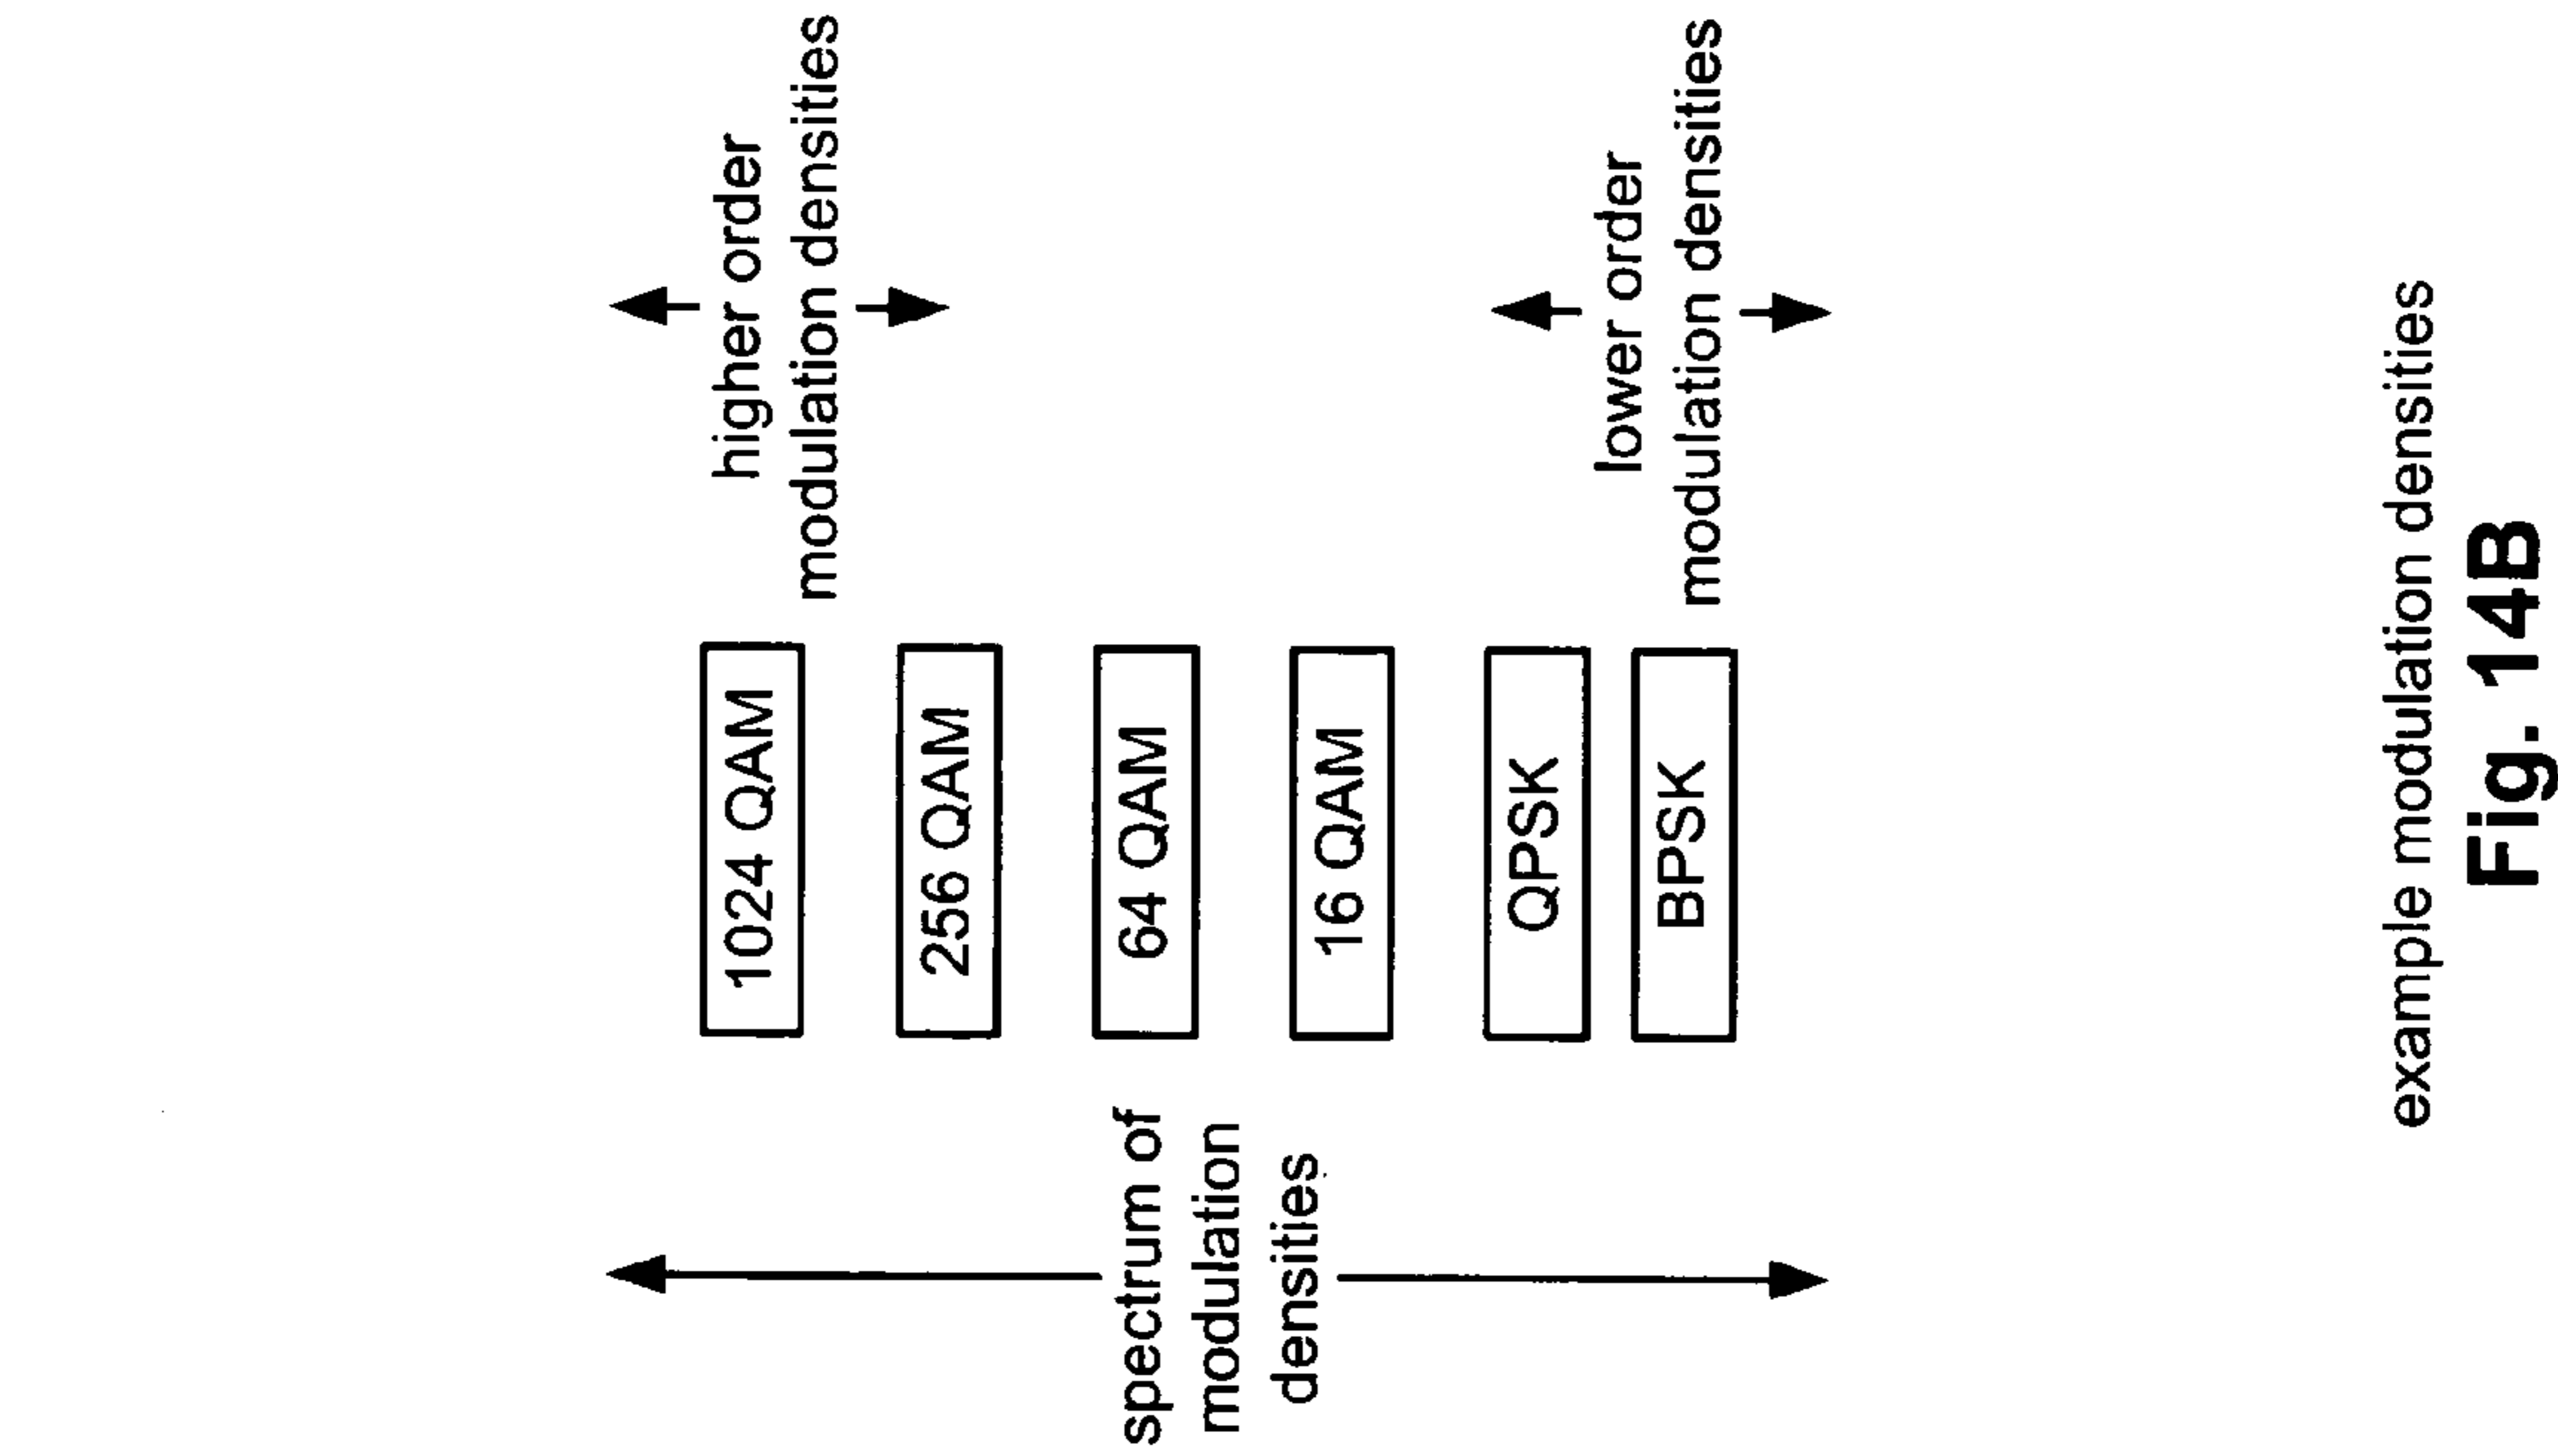 spectrum of
modulation
densities
1024 QAM
256 QAM
64 QAM
16 QAM
QPSK
BPSK
higher order
modulation densities
lower order
modulation densities
example modulation densities
Fig. 14B